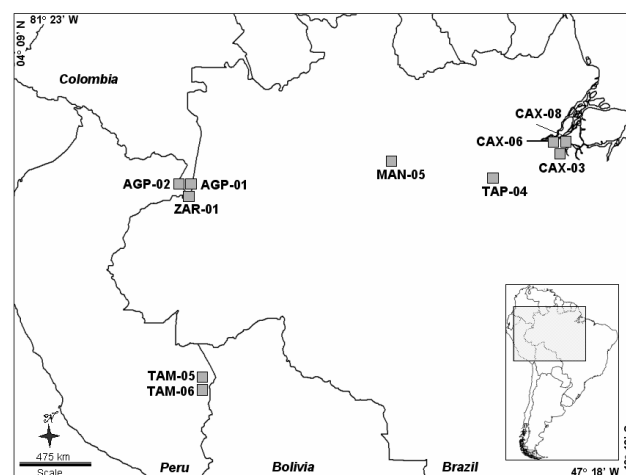 81° 23' W
04° 09' N
Colombia
CAX-08
CAX-06
CAX-03
MAN-05
TAP-04
AGP-02
AGP-01
ZAR-01
TAM-05
TAM-06
475 km
Scale
Peru
Bolivia
Brazil
47° 18' W